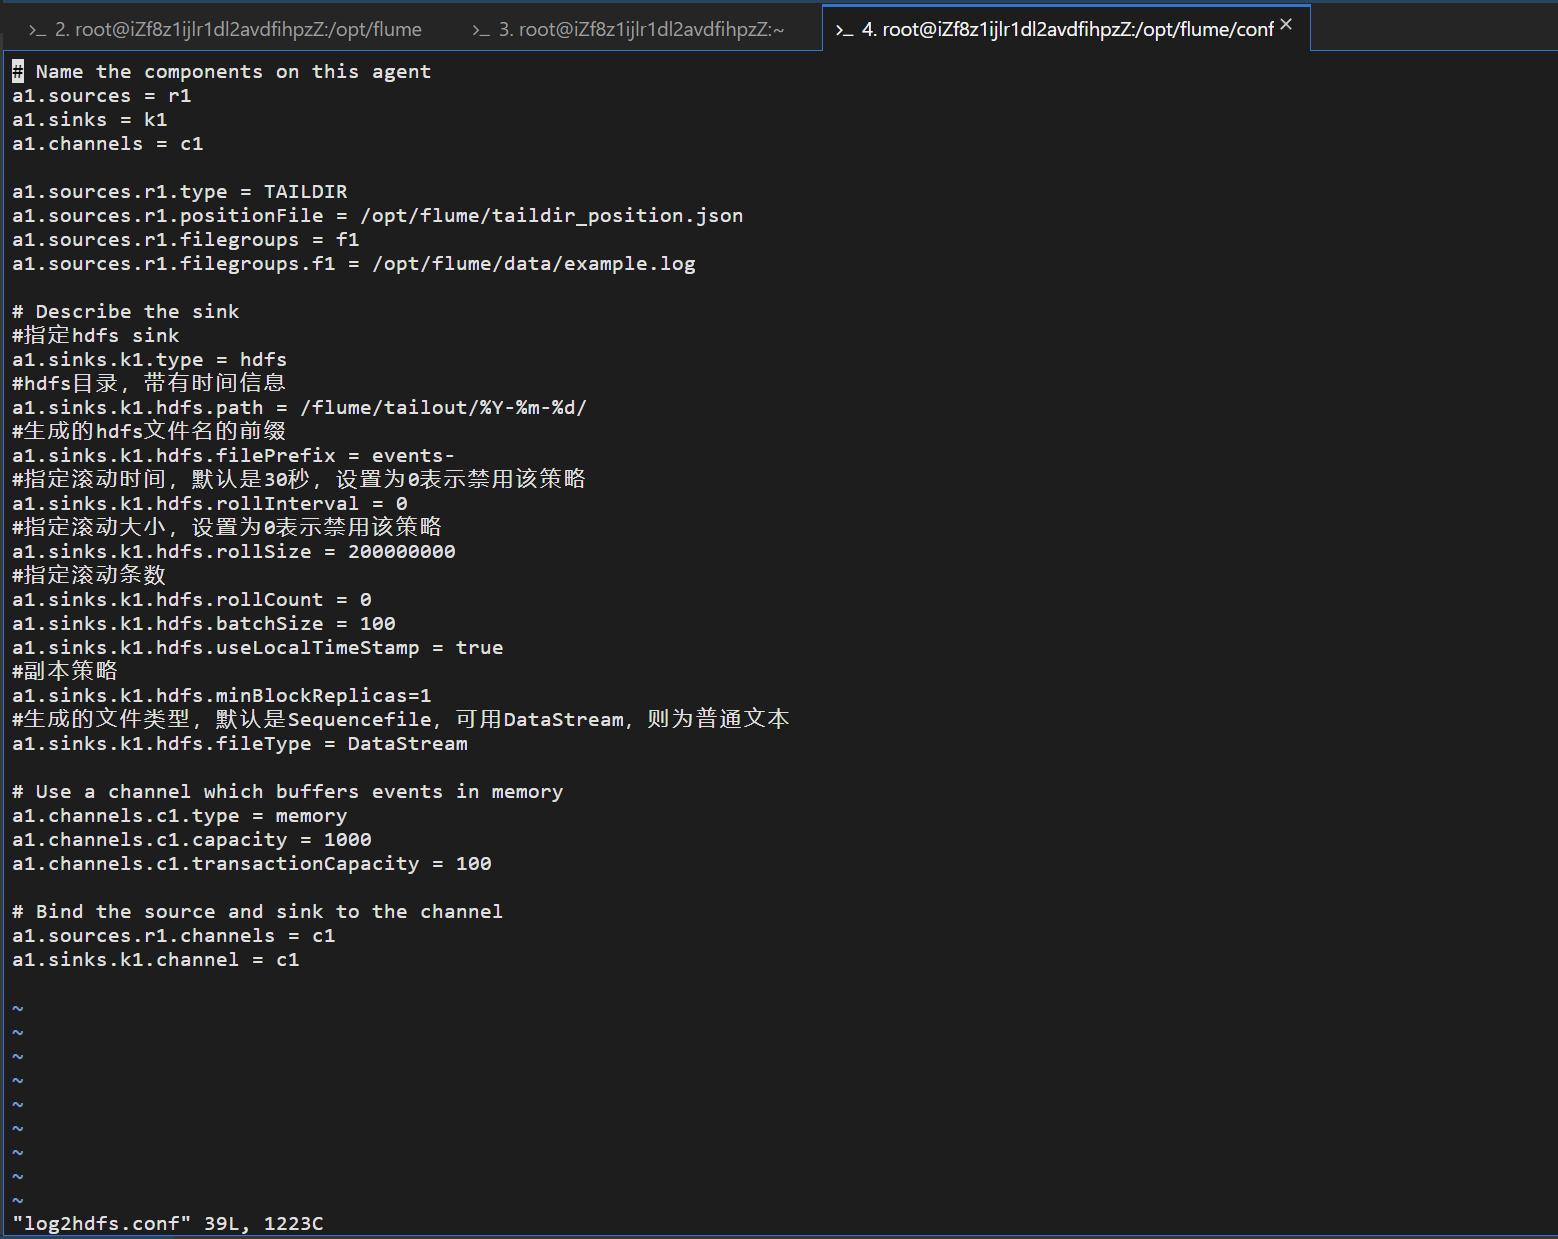 >_ 2. root@iZf8z1ijlr1dl2avdfihpzZ:/opt/flume
>_ 3. root@iZf8z1ijlr1dl2avdfihpzZ:~
>_ 4. root@iZf8z1ijlr1dl2avdfihpzZ:/opt/flume/conf ×
# Name the components on this agent
a1.sources = r1
a1.sinks = k1
a1.channels = c1
a1.sources.r1.type = TAILDIR
a1.sources.r1.positionFile = /opt/flume/taildir_position.json
a1.sources.r1.filegroups = f1
a1.sources.r1.filegroups.f1 = /opt/flume/data/example.log
# Describe the sink
#指定hdfs sink
a1.sinks.k1.type = hdfs
#hdfs目录，带有时间信息
a1.sinks.k1.hdfs.path = /flume/tailout/%Y-%m-%d/
#生成的hdfs文件名的前缀
a1.sinks.k1.hdfs.filePrefix = events-
#指定滚动时间，默认是30秒，设置为0表示禁用该策略
a1.sinks.k1.hdfs.rollInterval = 0
#指定滚动大小，设置为0表示禁用该策略
a1.sinks.k1.hdfs.rollSize = 200000000
#指定滚动条数
a1.sinks.k1.hdfs.rollCount = 0
a1.sinks.k1.hdfs.batchSize = 100
a1.sinks.k1.hdfs.useLocalTimeStamp = true
#副本策略
a1.sinks.k1.hdfs.minBlockReplicas=1
#生成的文件类型，默认是Sequencefile，可用DataStream，则为普通文本
a1.sinks.k1.hdfs.fileType = DataStream
# Use a channel which buffers events in memory
a1.channels.c1.type = memory
a1.channels.c1.capacity = 1000
a1.channels.c1.transactionCapacity = 100
# Bind the source and sink to the channel
a1.sources.r1.channels = c1
a1.sinks.k1.channel = c1
~
~
~
~
~
~
~
~
~
"log2hdfs.conf" 39L, 1223C